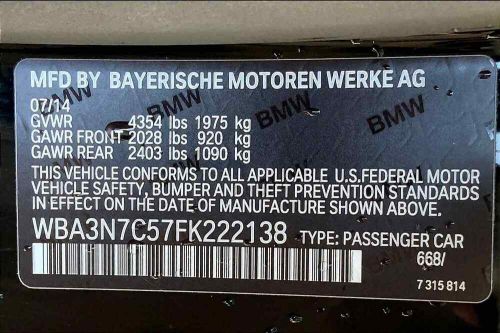 MFD BY BAYERISCHE MOTOREN WERKE AG
07/14
GVWR 4354 lbs 1975 kg
GAWR FRONT 2028 lbs 920 kg
GAWR REAR 2403 lbs 1090 kg
THIS VEHICLE CONFORMS TO ALL APPLICABLE U.S.FEDERAL MOTOR
VEHICLE SAFETY, BUMPER AND THEFT PREVENTION STANDARDS
IN EFFECT ON THE DATE OF MANUFACTURE SHOWN ABOVE.
WBA3N7C57FK222138 TYPE: PASSENGER CAR
668/
7 315 814
BMW
BMW
BMW